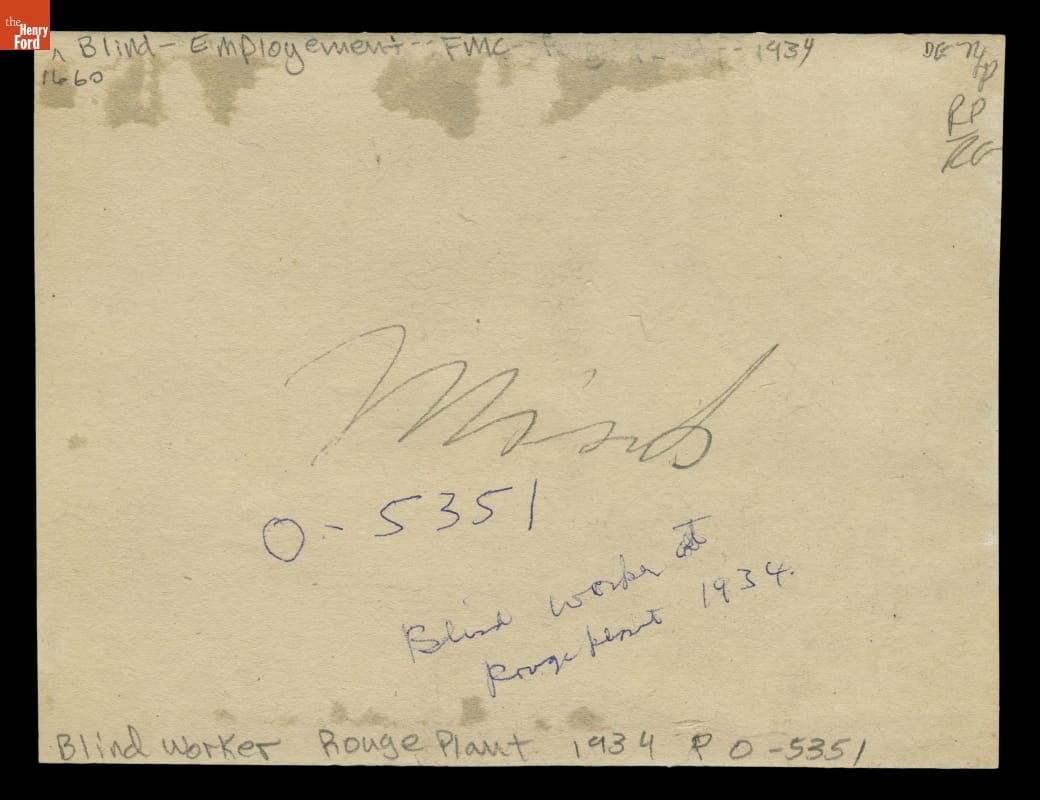 the Henry Ford
Blind - Employement -- FMC -- 1934
1660
RP
O - 5351
Blind worker at
Rouge plant 1934.
Blind Worker Rouge Plant 1934 P O-5351